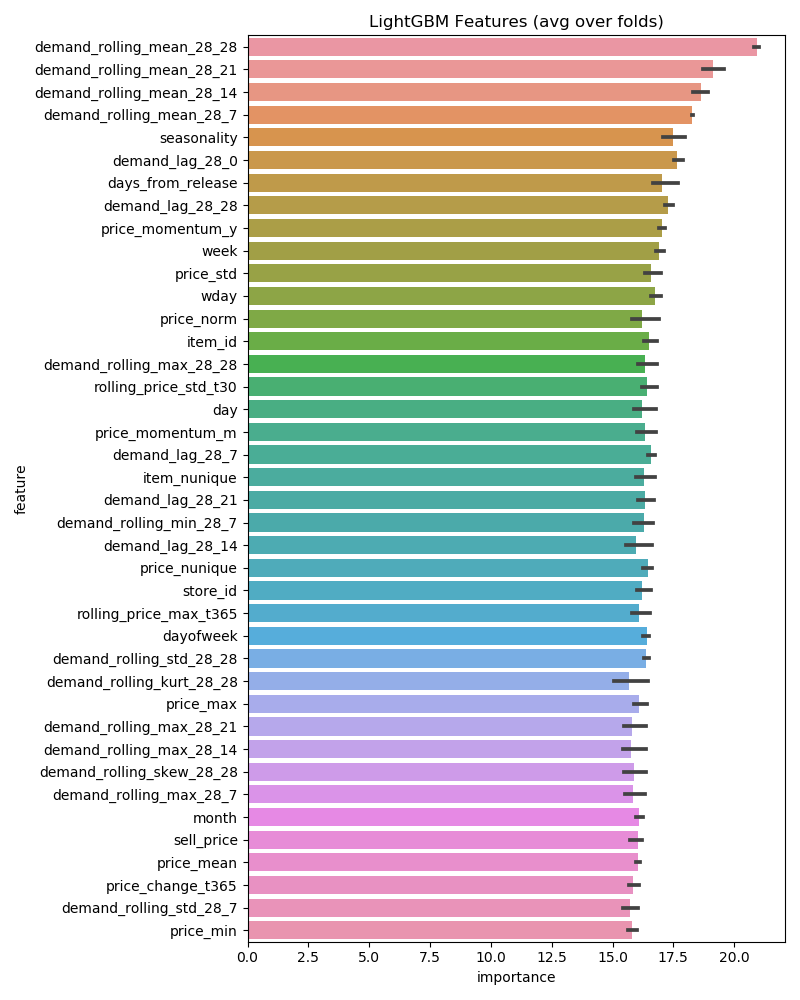 LightGBM Features (avg over folds)
demand_rolling_mean_28_28
demand_rolling_mean_28_21
demand_rolling_mean_28_14
demand_rolling_mean_28_7
seasonality
demand_lag_28_0
days_from_release
demand_lag_28_28
price_momentum_y
week
price_std
wday
price_norm
item_id
demand_rolling_max_28_28
rolling_price_std_t30
day
price_momentum_m
demand_lag_28_7
item_nunique
demand_lag_28_21
demand_rolling_min_28_7
demand_lag_28_14
price_nunique
store_id
rolling_price_max_t365
dayofweek
demand_rolling_std_28_28
demand_rolling_kurt_28_28
price_max
demand_rolling_max_28_21
demand_rolling_max_28_14
demand_rolling_skew_28_28
demand_rolling_max_28_7
month
sell_price
price_mean
price_change_t365
demand_rolling_std_28_7
price_min
feature
0.0 2.5 5.0 7.5 10.0 12.5 15.0 17.5 20.0
importance